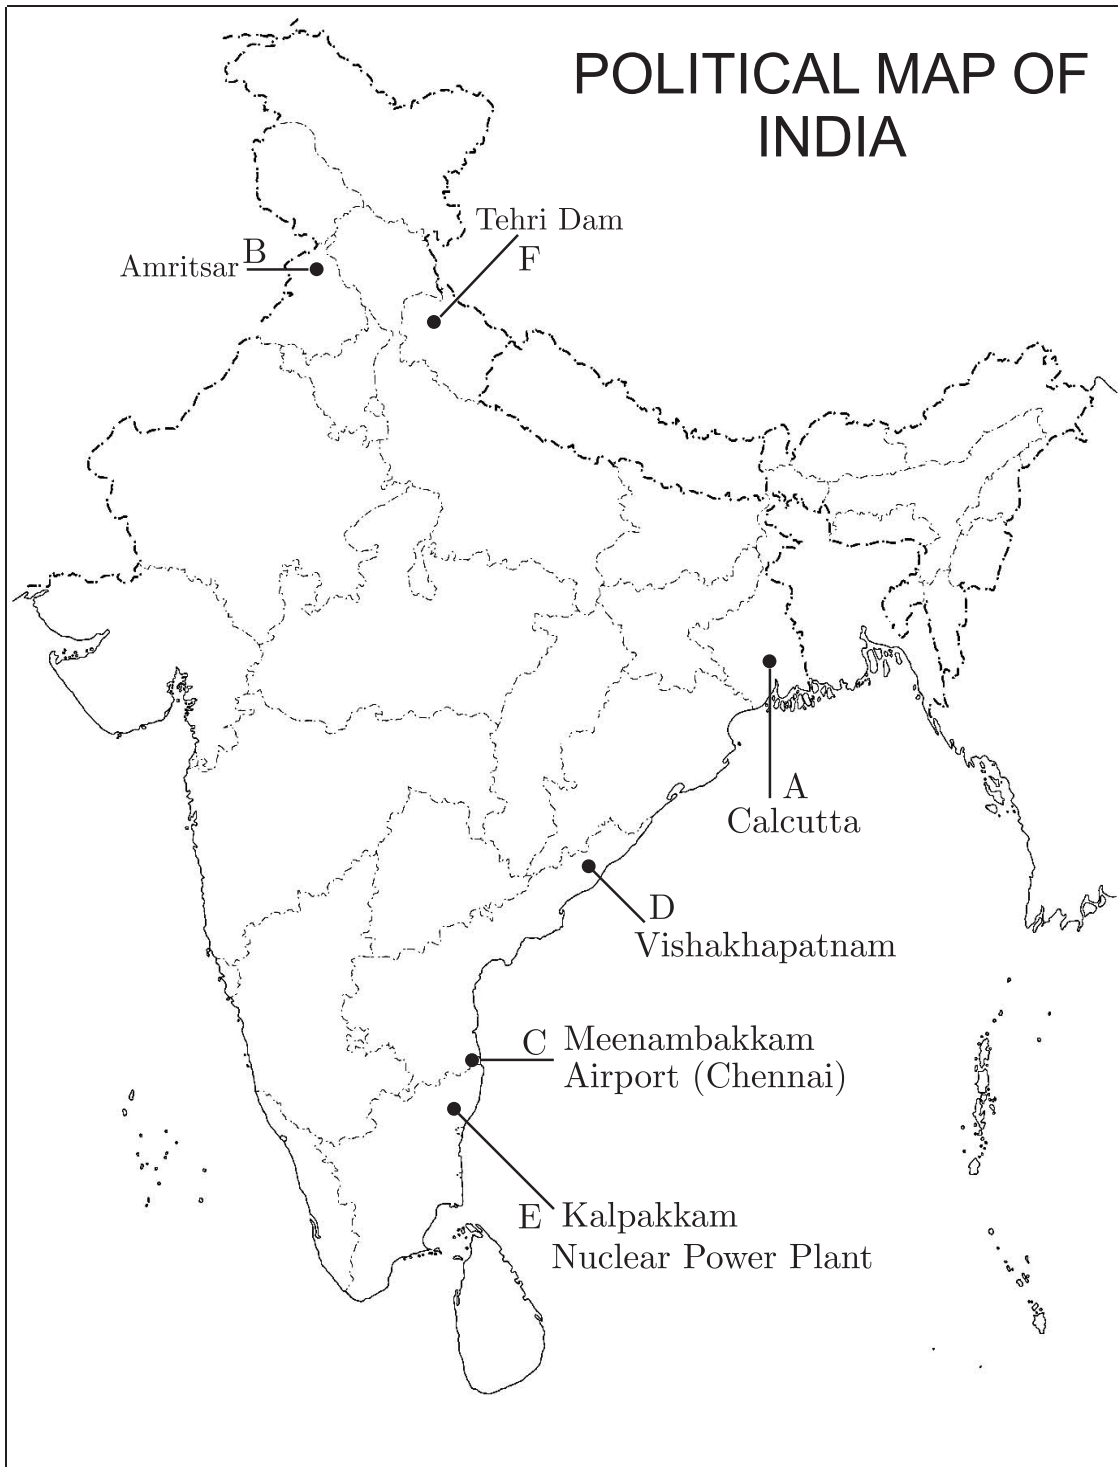 POLITICAL MAP OF
INDIA
Tehri Dam
F
B
Amritsar
A
Calcutta
D
Vishakhapatnam
C
Meenambakkam
Airport (Chennai)
E
Kalpakkam
Nuclear Power Plant